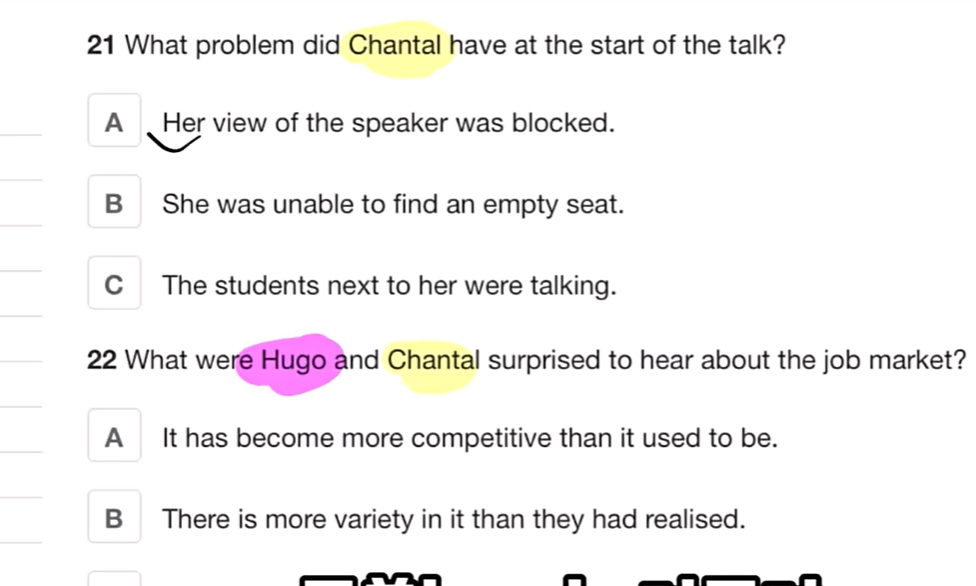 21 What problem did Chantal have at the start of the talk?
A Her view of the speaker was blocked.
B She was unable to find an empty seat.
C The students next to her were talking.
22 What were Hugo and Chantal surprised to hear about the job market?
A It has become more competitive than it used to be.
B There is more variety in it than they had realised.